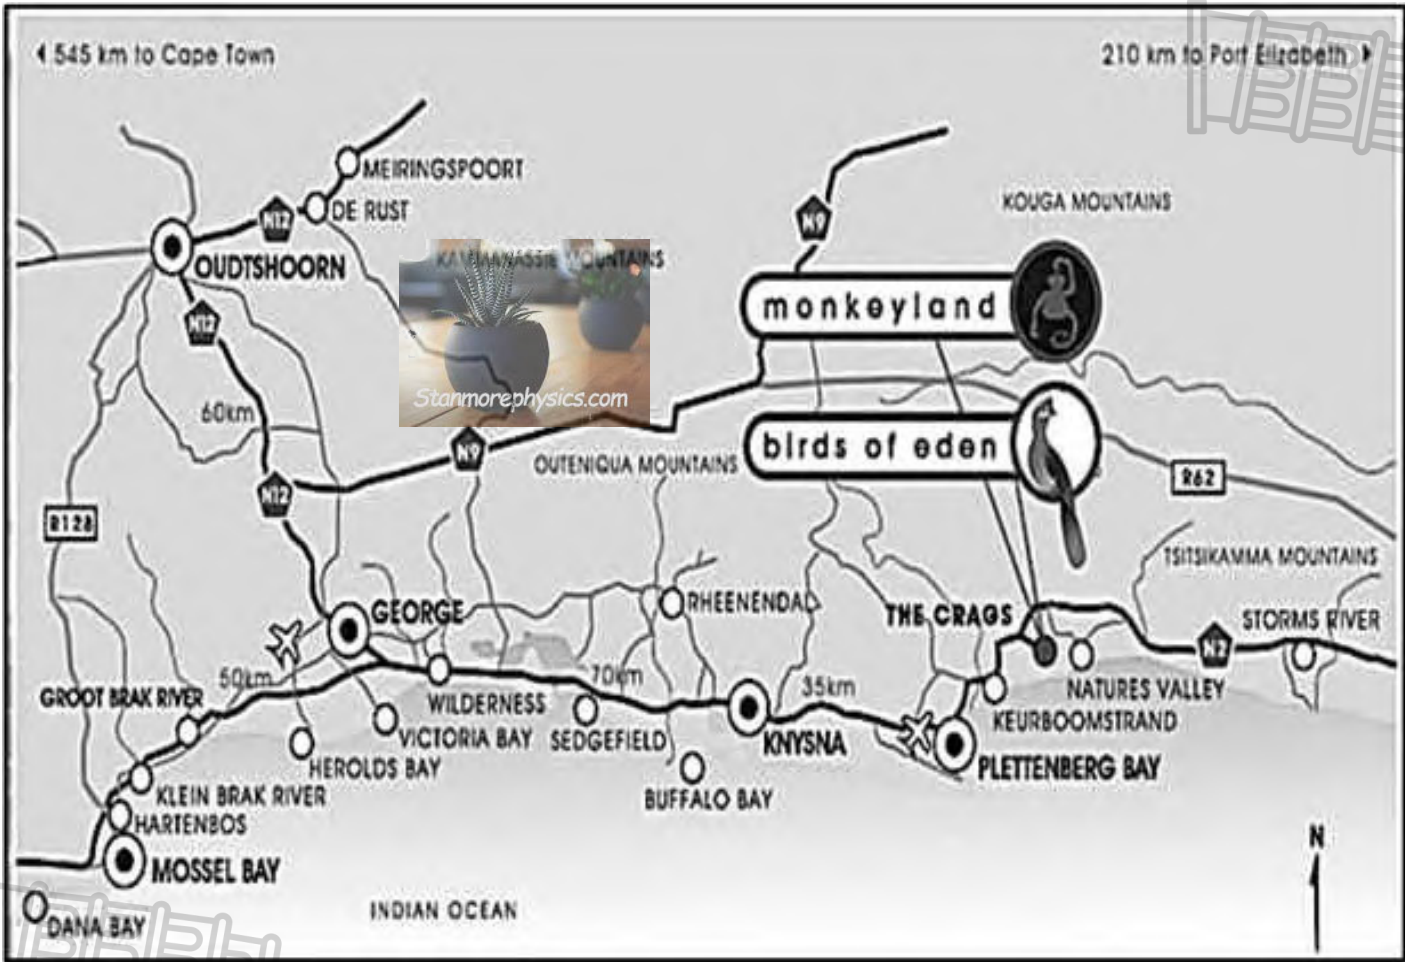 545 km to Cape Town
210 km to Port Elizabeth
MEIRINGSPOORT
KOUGA MOUNTAINS
N12
DE RUST
N9
OUDTSHOORN
MOUNTAINS
monkeyland
N12
Stanmorephysics.com
60km
birds of eden
N9
OUTENIQUA MOUNTAINS
R62
N12
R128
TSITSIKAMMA MOUNTAINS
GEORGE
RHEENENDAL
THE CRAGS
STORMS RIVER
N2
50km
70km
35km
GROOT BRAK RIVER
WILDERNESS
NATURES VALLEY
VICTORIA BAY
SEDGEFIELD
KNYSNA
KEURBOOMSTRAND
HEROLDS BAY
PLETTENBERG BAY
KLEIN BRAK RIVER
BUFFALO BAY
HARTENBOS
N
MOSSEL BAY
INDIAN OCEAN
DANA BAY